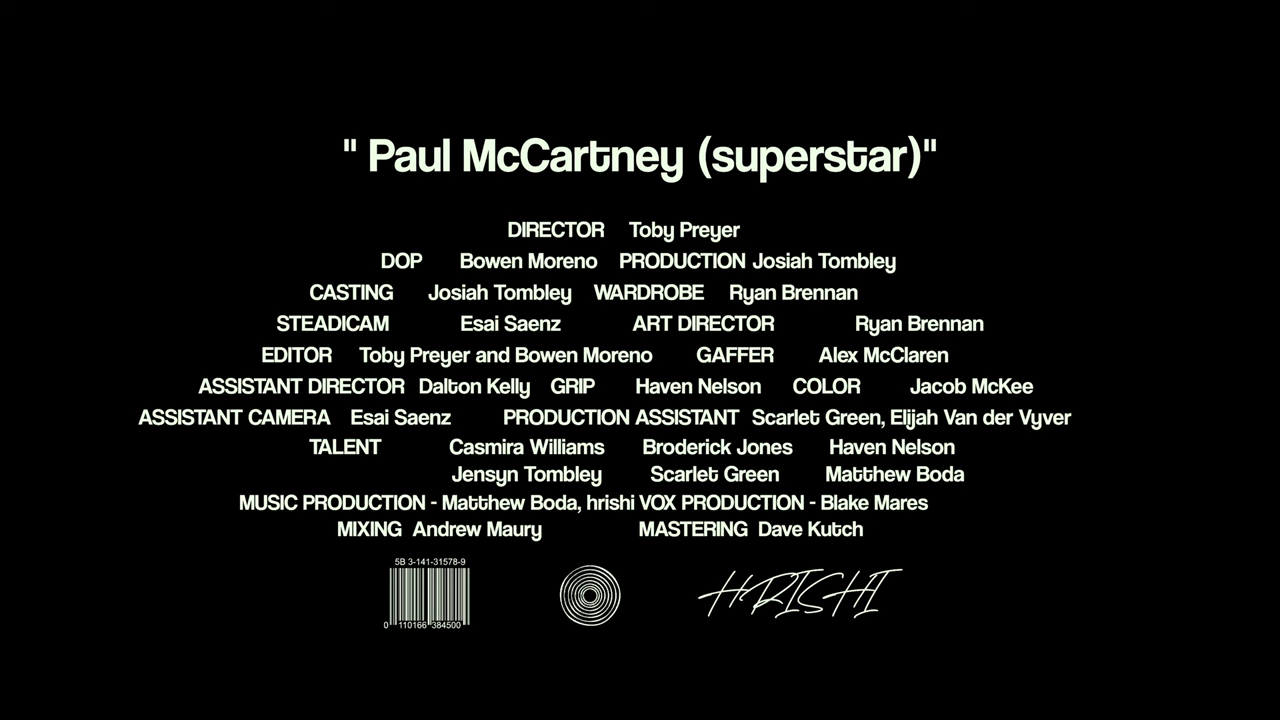 " Paul McCartney (superstar)"
DIRECTOR Toby Preyer
DOP Bowen Moreno PRODUCTION Josiah Tombley
CASTING Josiah Tombley WARDROBE Ryan Brennan
STEADICAM Esai Saenz ART DIRECTOR Ryan Brennan
EDITOR Toby Preyer and Bowen Moreno GAFFER Alex McClaren
ASSISTANT DIRECTOR Dalton Kelly GRIP Haven Nelson COLOR Jacob McKee
ASSISTANT CAMERA Esai Saenz PRODUCTION ASSISTANT Scarlet Green, Elijah Van der Vyver
TALENT Casmira Williams Broderick Jones Haven Nelson
Jensyn Tombley Scarlet Green Matthew Boda
MUSIC PRODUCTION - Matthew Boda, hrishi VOX PRODUCTION - Blake Mares
MIXING Andrew Maury MASTERING Dave Kutch
5B 3-141-31578-9
0 110166 384500
HRISHI